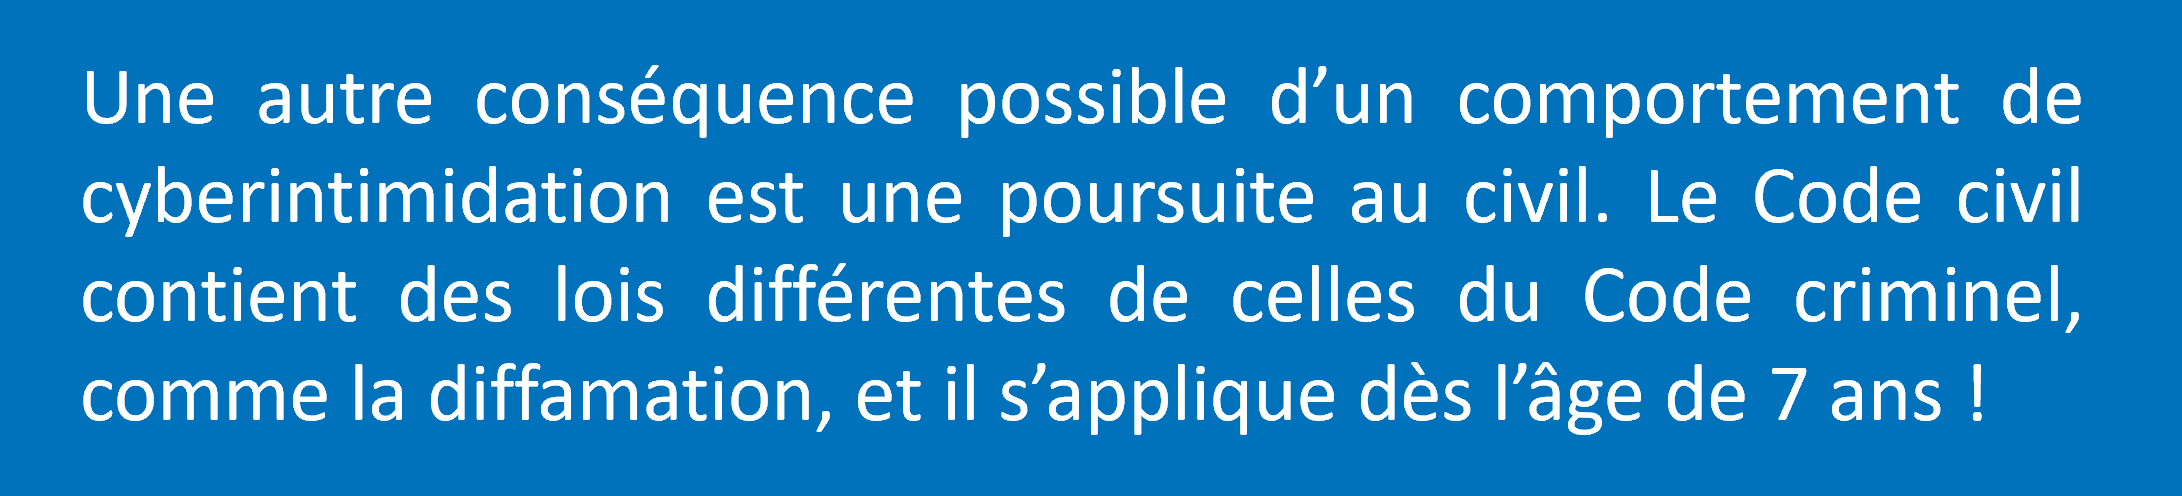 Une autre conséquence possible d’un comportement de
cyberintimidation est une poursuite au civil. Le Code civil
contient des lois différentes de celles du Code criminel,
comme la diffamation, et il s’applique dès l’âge de 7 ans !